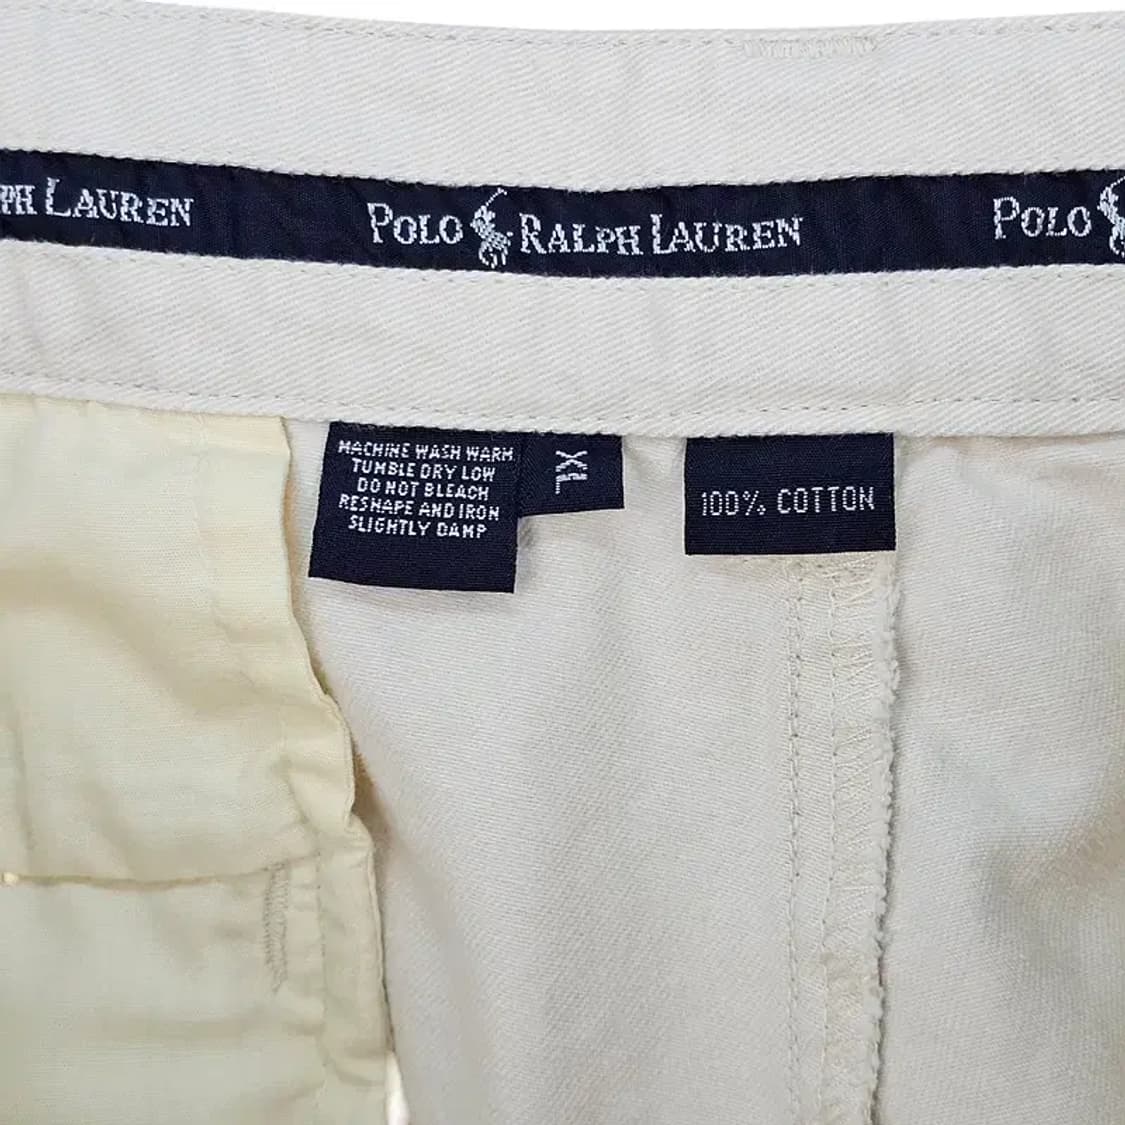 PH LAUREN POLO RALPH LAUREN POLO
MACHINE WASH WARM
TUMBLE DRY LOW
DO NOT BLEACH
RESHAPE AND IRON
SLIGHTLY DAMP
XL
100% COTTON